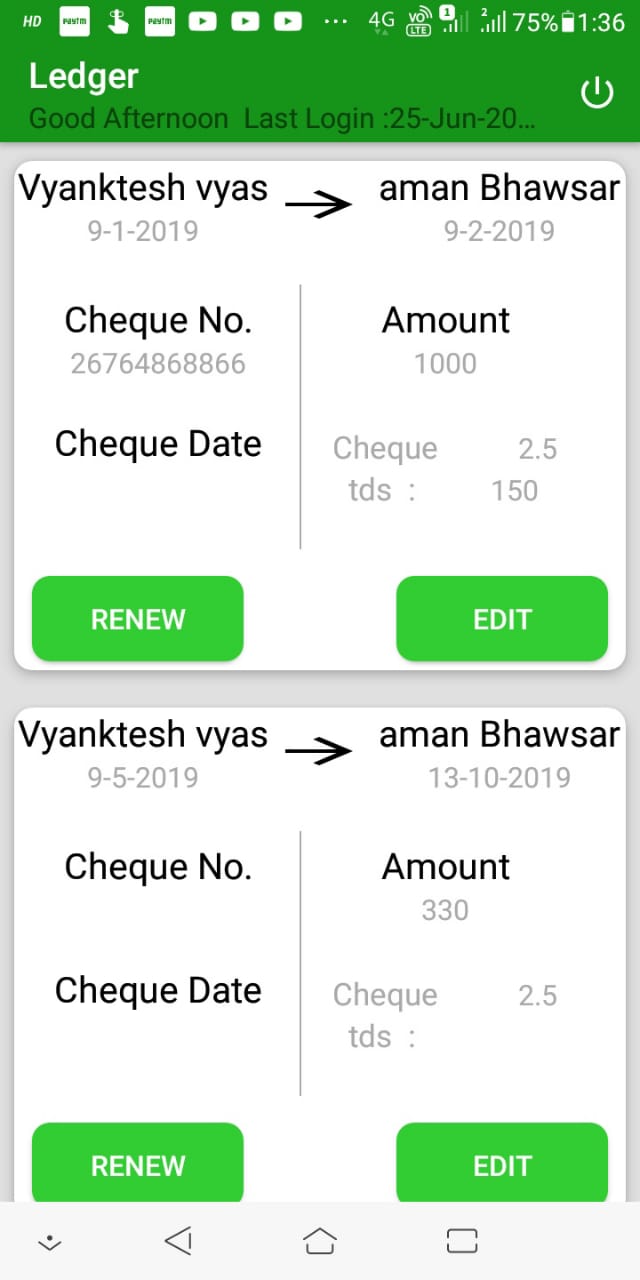 HD Paytm Paytm ... 4G VO LTE 1 2 75% 1:36
Ledger
Good Afternoon Last Login :25-Jun-20...
Vyanktesh vyas aman Bhawsar
9-1-2019 9-2-2019
Cheque No. Amount
26764868866 1000
Cheque Date Cheque 2.5
tds : 150
RENEW EDIT
Vyanktesh vyas aman Bhawsar
9-5-2019 13-10-2019
Cheque No. Amount
330
Cheque Date Cheque 2.5
tds :
RENEW EDIT